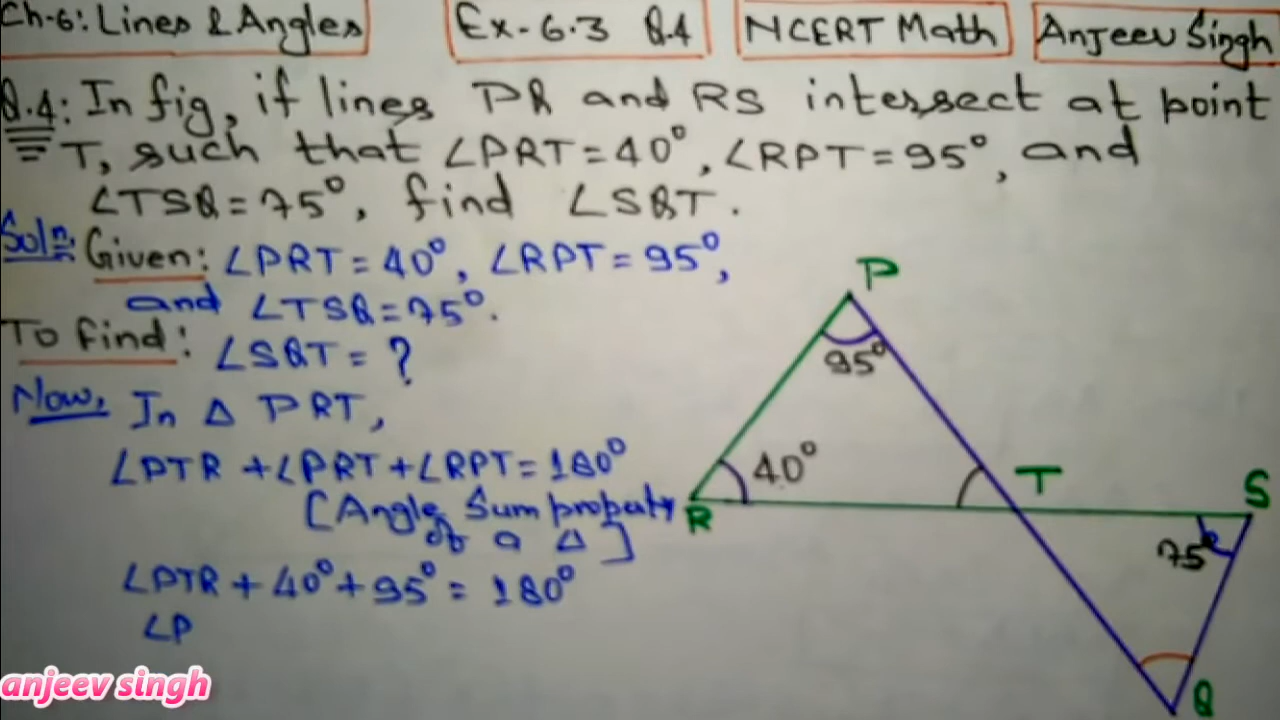 Ch-6: Lines & Angles
Ex-6.3 Q.4
NCERT Math
Anjeev Singh
Q.4: In fig, if lines PR and RS intersect at point
T, such that ∠PRT = 40°, ∠RPT = 95°, and
∠TSQ = 75°, find ∠SQT.
Soln: Given: ∠PRT = 40°, ∠RPT = 95°,
and ∠TSQ = 75°.
To find: ∠SQT = ?
Now, In Δ PRT,
∠PTR + ∠PRT + ∠RPT = 180°
[Angle Sum property
of a Δ]
∠PTR + 40° + 95° = 180°
∠P
P
95°
40°
T
S
R
75°
Q
anjeev singh